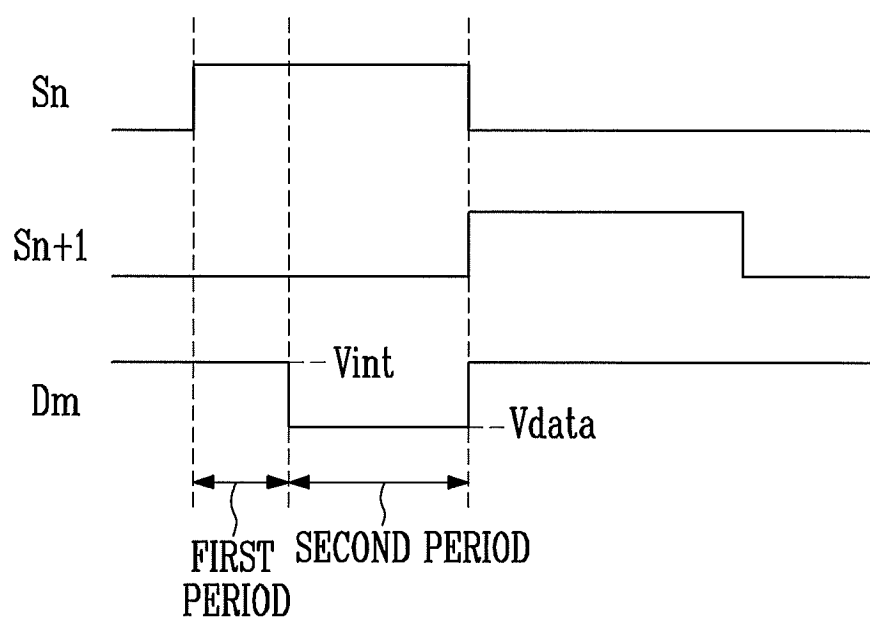 Sn
Sn+1
Vint
Dm
Vdata
FIRST
PERIOD
SECOND PERIOD